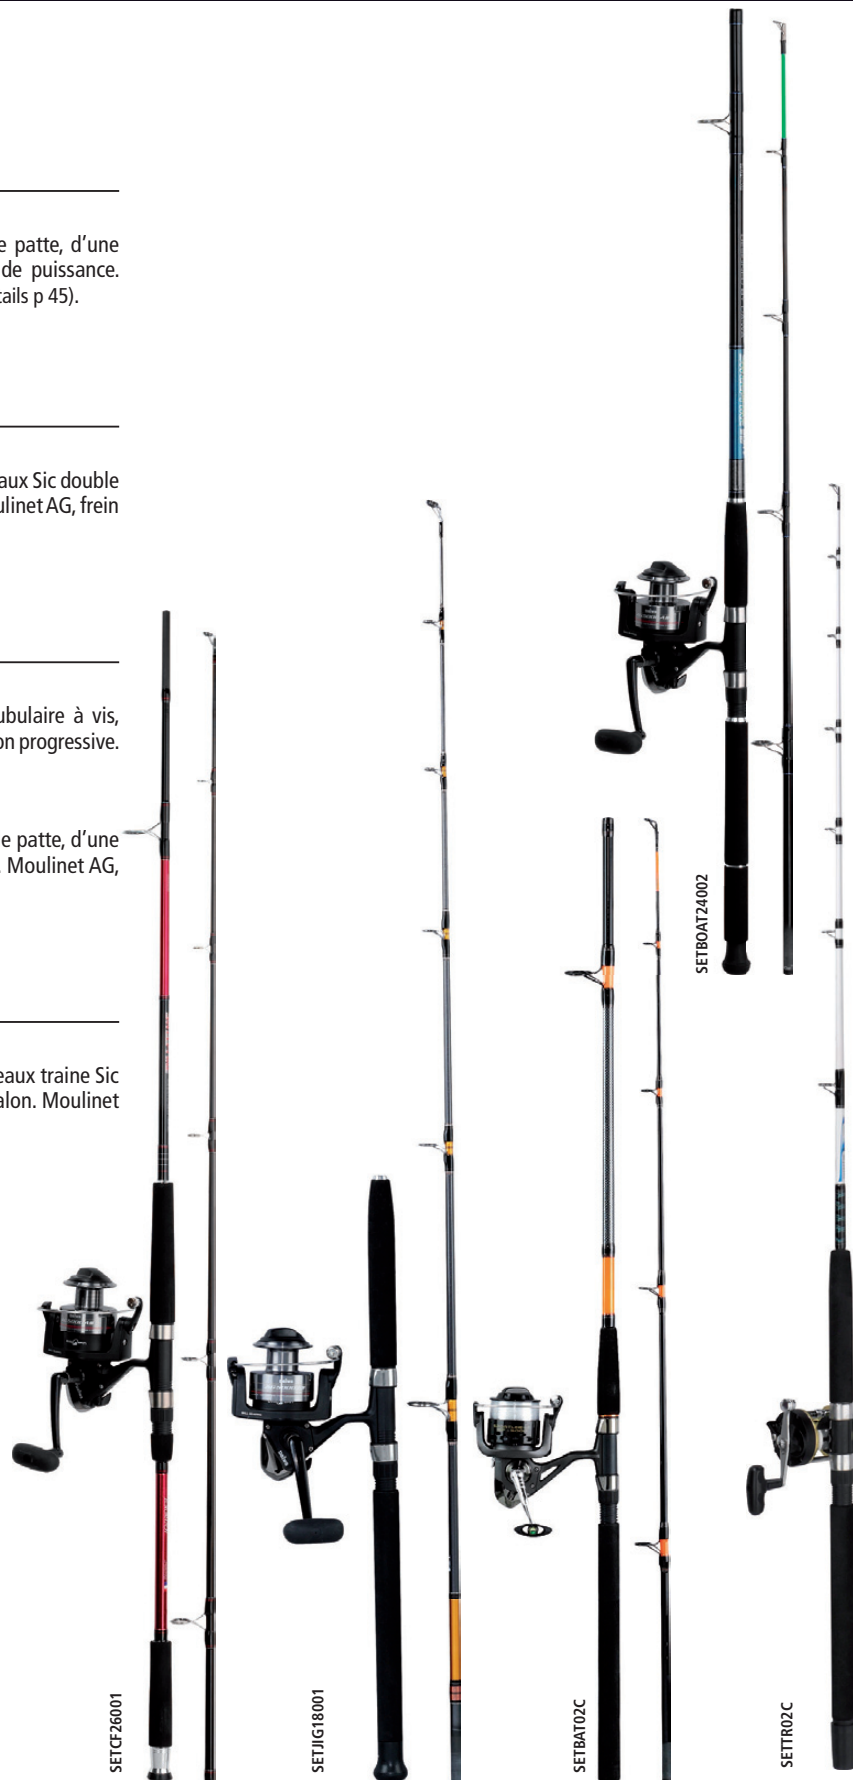 e patte, d’une
de puissance.
tails p 45).
aux Sic double
ulinet AG, frein
ubulaire à vis,
on progressive.
e patte, d’une
. Moulinet AG,
eaux traine Sic
alon. Moulinet
SETBOAT24002
SETCF26001
SETJIG18001
SETBAT02C
SETTR02C